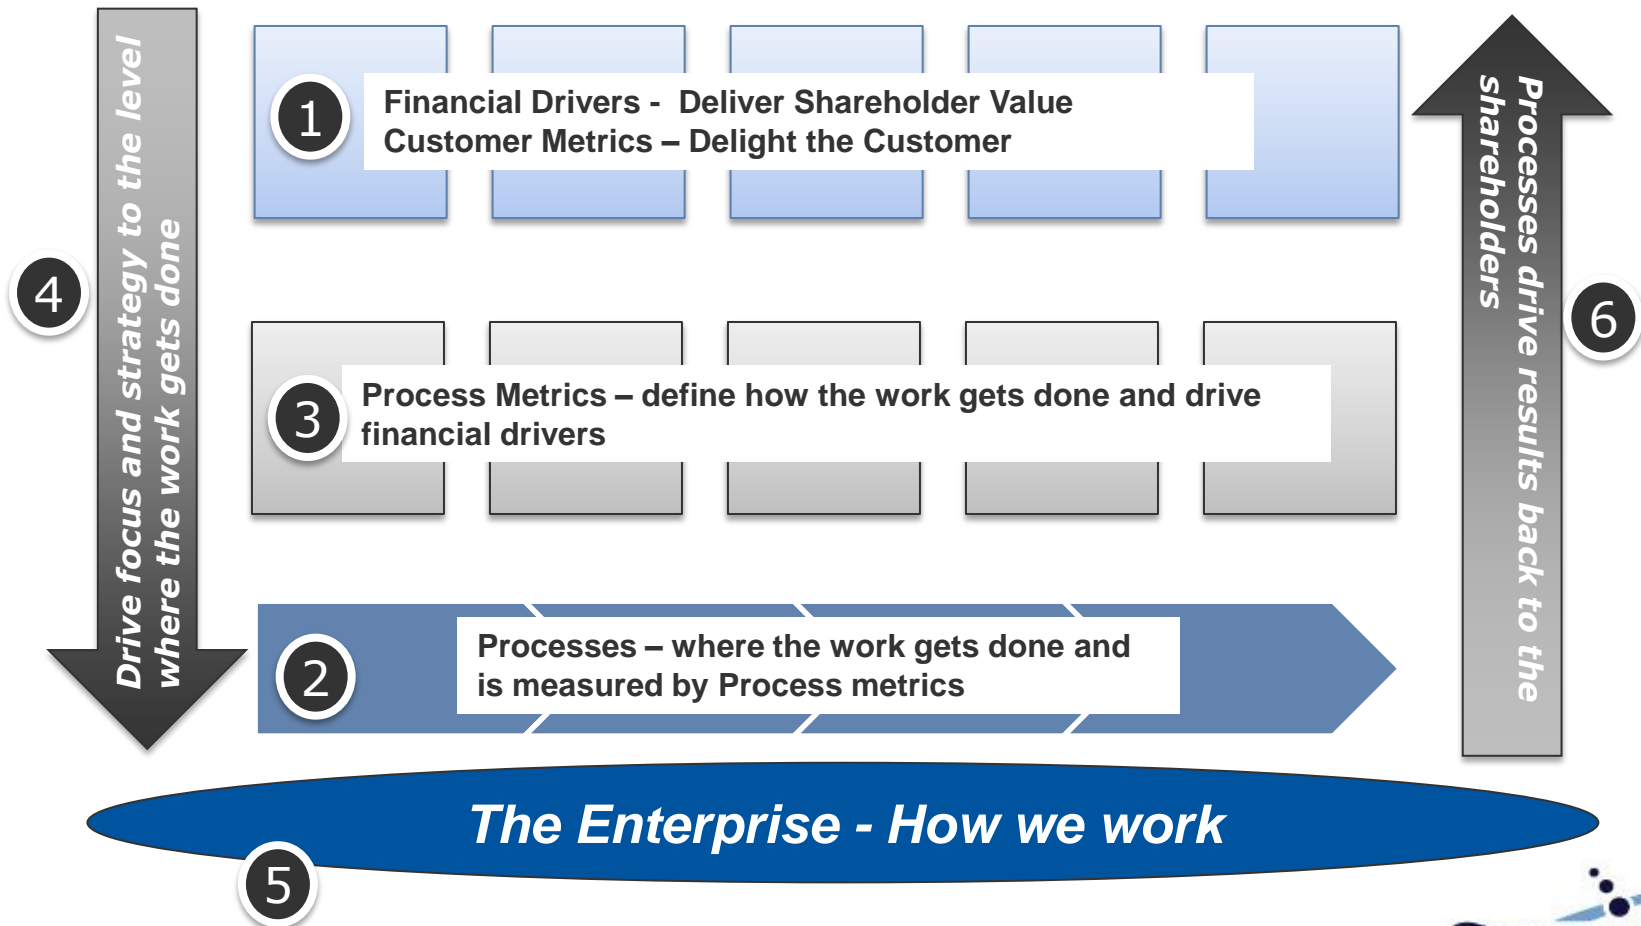 1
Financial Drivers - Deliver Shareholder Value
Customer Metrics – Delight the Customer
4
Drive focus and strategy to the level
where the work gets done
3
Process Metrics – define how the work gets done and drive
financial drivers
2
Processes – where the work gets done and
is measured by Process metrics
Processes drive results back to the
shareholders
6
The Enterprise - How we work
5